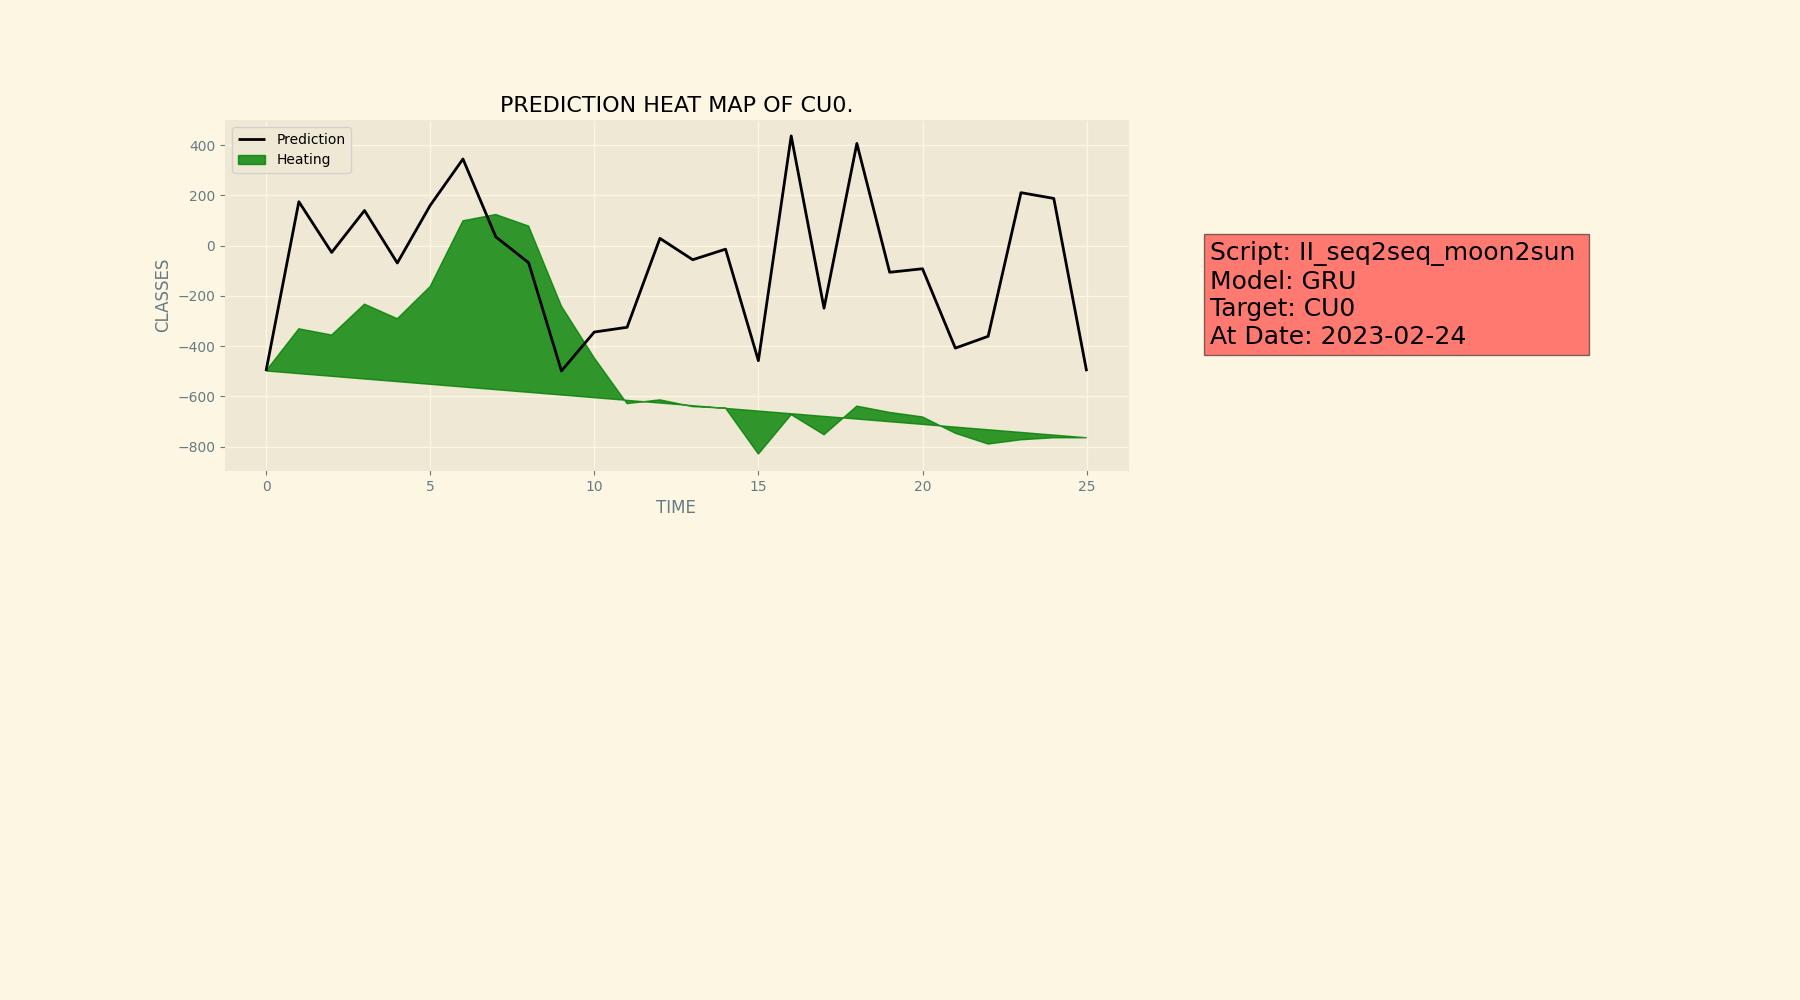 PREDICTION HEAT MAP OF CU0.
Prediction
Heating
400
200
0
−200
−400
−600
−800
CLASSES
0 5 10 15 20 25
TIME
Script: II_seq2seq_moon2sun
Model: GRU
Target: CU0
At Date: 2023-02-24